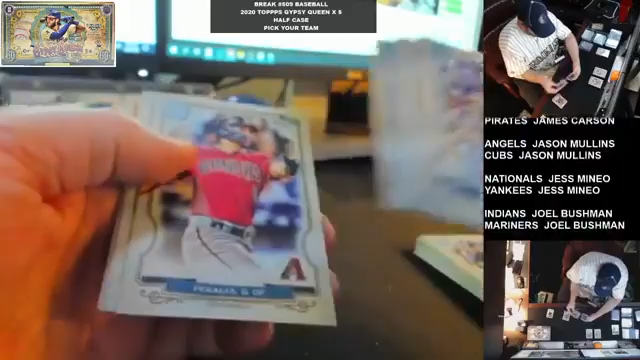 BREAK #609 BASEBALL
2020 TOPPPS GYPSY QUEEN X 5
HALF CASE
PICK YOUR TEAM
PIRATES JAMES CARSON
ANGELS JASON MULLINS
CUBS JASON MULLINS
NATIONALS JESS MINEO
YANKEES JESS MINEO
INDIANS JOEL BUSHMAN
MARINERS JOEL BUSHMAN